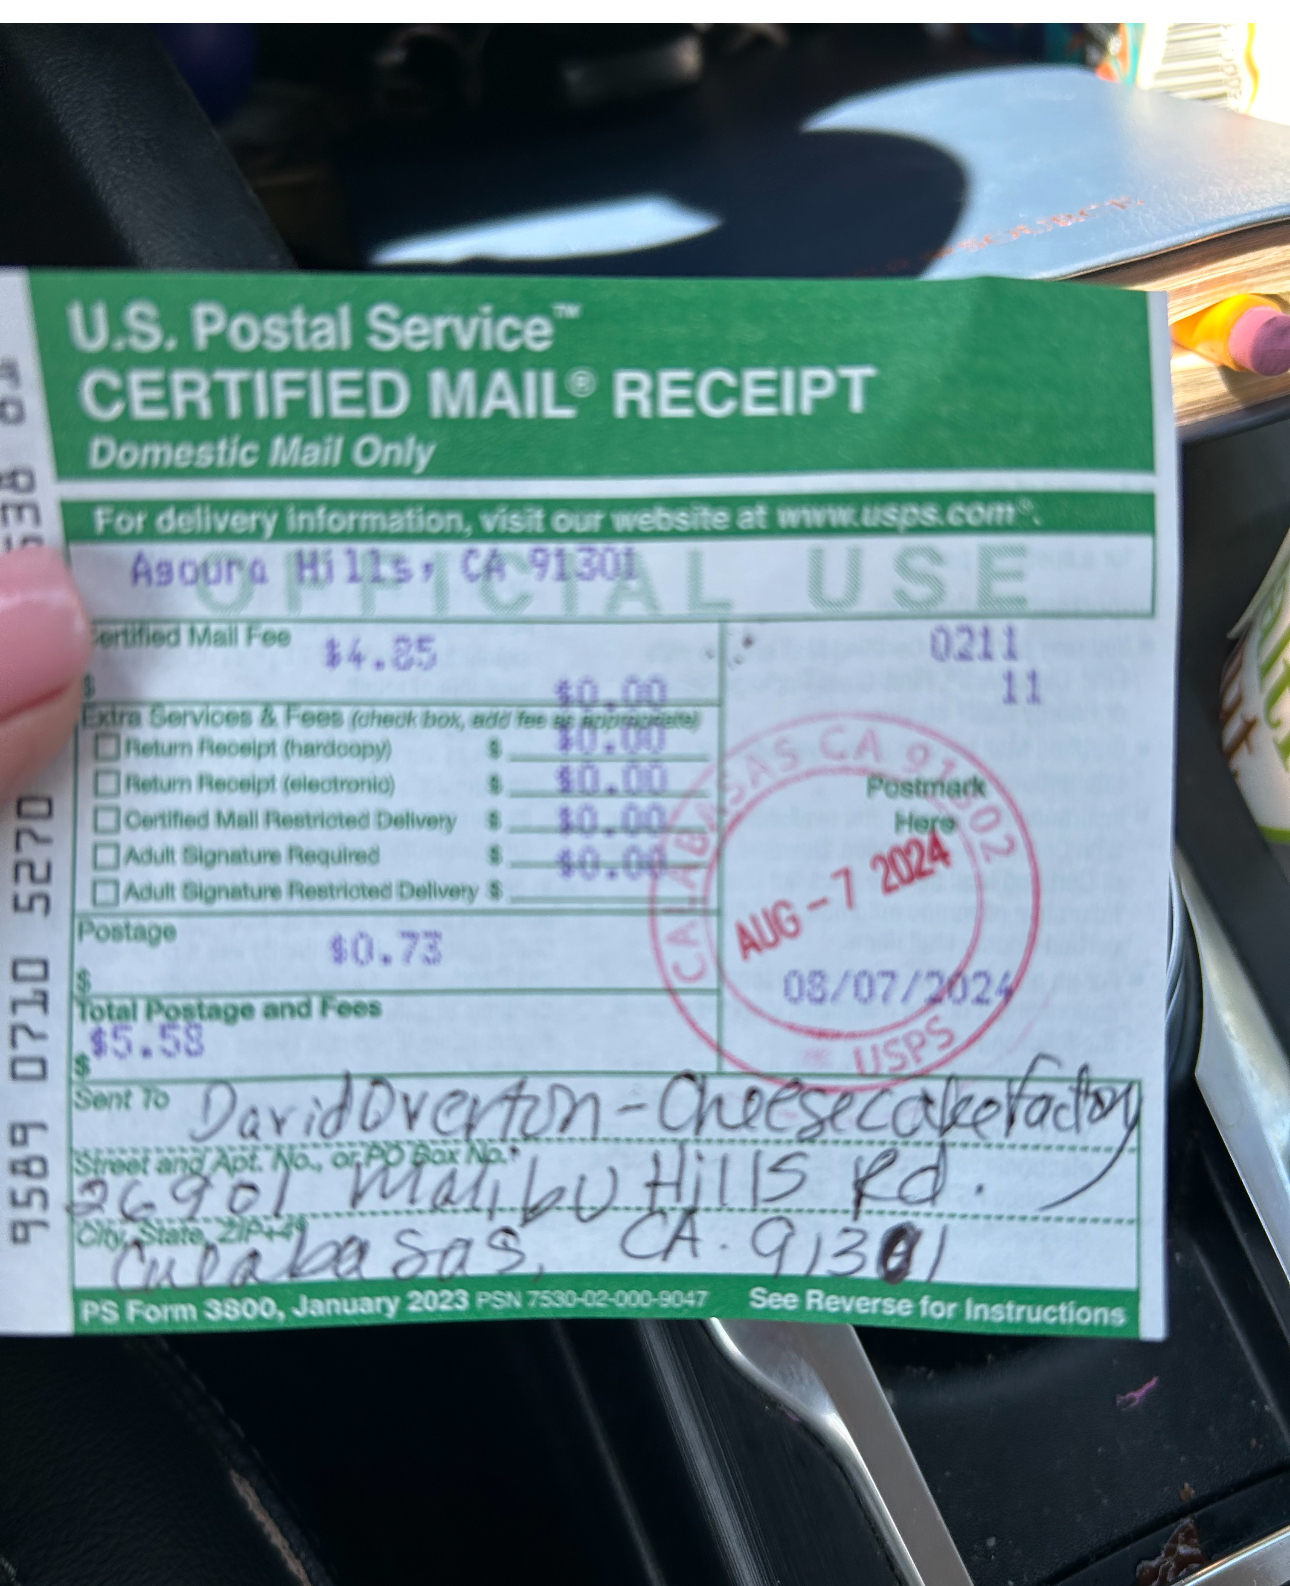 U.S. Postal Service™
CERTIFIED MAIL® RECEIPT
Domestic Mail Only
For delivery information, visit our website at www.usps.com®.
OFFICIAL USE
Agoura Hills, CA 91301
Certified Mail Fee $4.85
$
$0.00
Extra Services & Fees (check box, add fee as appropriate)
Return Receipt (hardcopy) $ $0.00
Return Receipt (electronic) $ $0.00
Certified Mail Restricted Delivery $ $0.00
Adult Signature Required $ $0.00
Adult Signature Restricted Delivery $
Postage
$0.73
$
Total Postage and Fees
$5.58
$
0211
11
Postmark
Here
CALABASAS CA 91302
AUG - 7 2024
08/07/2024
USPS
Sent To David Overton - Cheesecake Factory
Street and Apt. No., or PO Box No.
26901 Malibu Hills Rd.
City, State, ZIP+4®
CA. 91301
PS Form 3800, January 2023 PSN 7530-02-000-9047 See Reverse for Instructions
9589 0710 5270